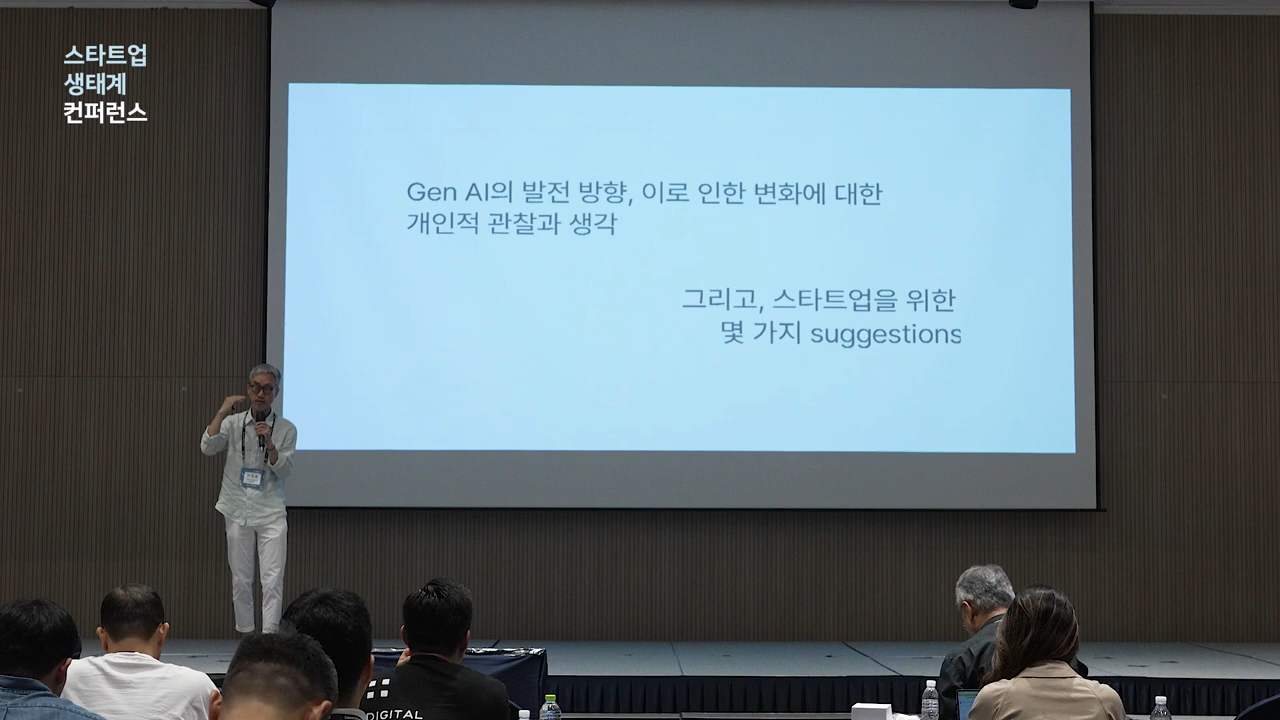 스타트업
생태계
컨퍼런스
Gen AI의 발전 방향, 이로 인한 변화에 대한
개인적 관찰과 생각
그리고, 스타트업을 위한
몇 가지 suggestions
DIGITAL